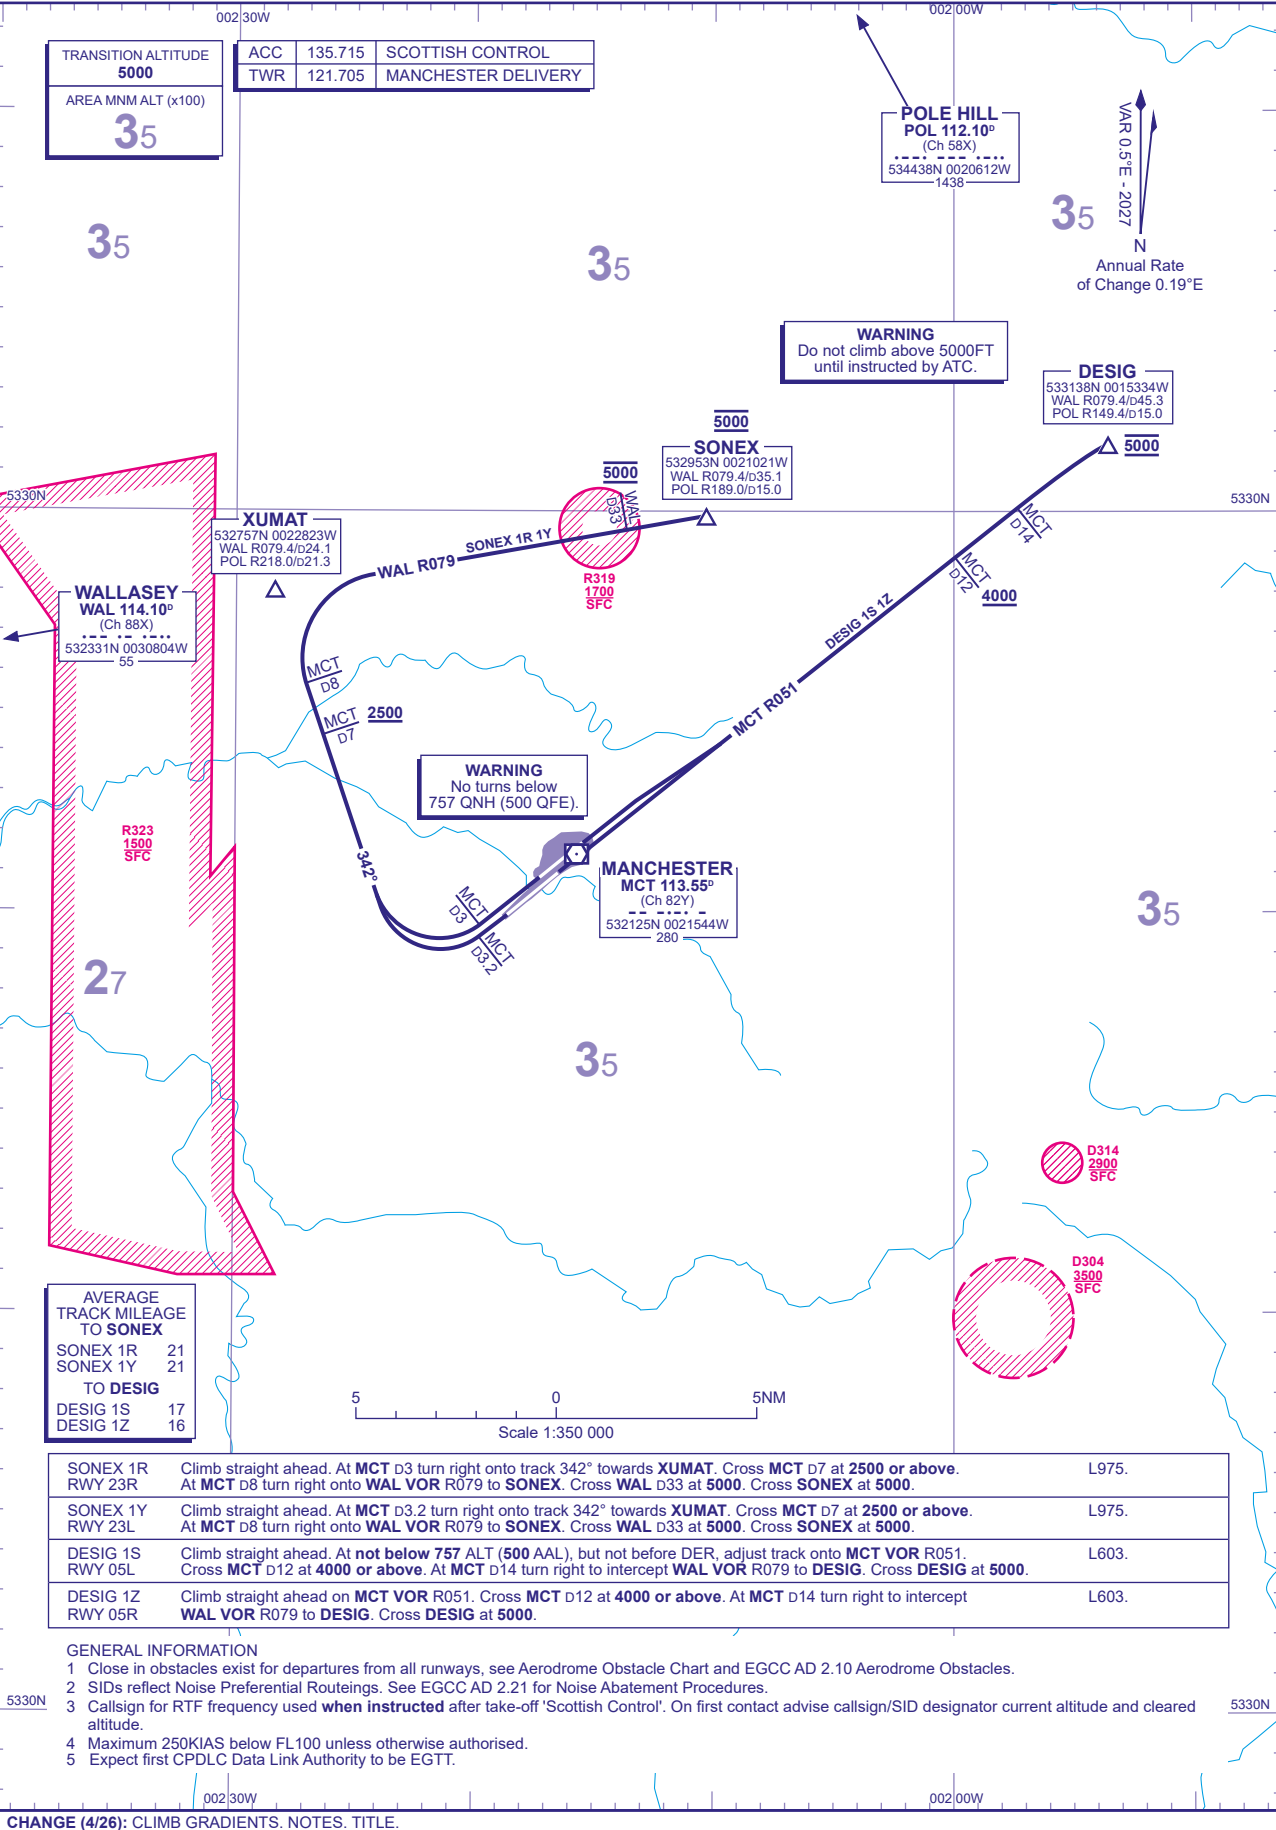 002 30W
002 00W
TRANSITION ALTITUDE
5000
AREA MNM ALT (x100)
35
ACC 135.715 SCOTTISH CONTROL
TWR 121.705 MANCHESTER DELIVERY
POLE HILL
POL 112.10ᴰ
(Ch 58X)
534438N 0020612W
1438
VAR 0.5°E - 2027
N
Annual Rate
of Change 0.19°E
35
35
35
WARNING
Do not climb above 5000FT
until instructed by ATC.
DESIG
533138N 0015334W
WAL R079.4/D45.3
POL R149.4/D15.0
5000
5000
SONEX
532953N 0021021W
WAL R079.4/D35.1
POL R189.0/D15.0
5000
WAL
D33
5330N
5330N
XUMAT
532757N 0022823W
WAL R079.4/D24.1
POL R218.0/D21.3
SONEX 1R 1Y
WAL R079
R319
1700
SFC
MCT
D14
MCT
D12
4000
WALLASEY
WAL 114.10ᴰ
(Ch 88X)
532331N 0030804W
55
DESIG 1S 1Z
MCT
D8
MCT
D7
2500
MCT R051
WARNING
No turns below
757 QNH (500 QFE).
R323
1500
SFC
342°
MANCHESTER
MCT 113.55ᴰ
(Ch 82Y)
532125N 0021544W
280
MCT
D3
MCT
D3.2
35
27
35
D314
2900
SFC
D304
3500
SFC
AVERAGE
TRACK MILEAGE
TO SONEX
SONEX 1R 21
SONEX 1Y 21
TO DESIG
DESIG 1S 17
DESIG 1Z 16
5 0 5NM
Scale 1:350 000
SONEX 1R Climb straight ahead. At MCT D3 turn right onto track 342° towards XUMAT. Cross MCT D7 at 2500 or above. L975.
RWY 23R At MCT D8 turn right onto WAL VOR R079 to SONEX. Cross WAL D33 at 5000. Cross SONEX at 5000.
SONEX 1Y Climb straight ahead. At MCT D3.2 turn right onto track 342° towards XUMAT. Cross MCT D7 at 2500 or above. L975.
RWY 23L At MCT D8 turn right onto WAL VOR R079 to SONEX. Cross WAL D33 at 5000. Cross SONEX at 5000.
DESIG 1S Climb straight ahead. At not below 757 ALT (500 AAL), but not before DER, adjust track onto MCT VOR R051. L603.
RWY 05L Cross MCT D12 at 4000 or above. At MCT D14 turn right to intercept WAL VOR R079 to DESIG. Cross DESIG at 5000.
DESIG 1Z Climb straight ahead on MCT VOR R051. Cross MCT D12 at 4000 or above. At MCT D14 turn right to intercept L603.
RWY 05R WAL VOR R079 to DESIG. Cross DESIG at 5000.
GENERAL INFORMATION
1 Close in obstacles exist for departures from all runways, see Aerodrome Obstacle Chart and EGCC AD 2.10 Aerodrome Obstacles.
2 SIDs reflect Noise Preferential Routeings. See EGCC AD 2.21 for Noise Abatement Procedures.
3 Callsign for RTF frequency used when instructed after take-off 'Scottish Control'. On first contact advise callsign/SID designator current altitude and cleared
altitude.
4 Maximum 250KIAS below FL100 unless otherwise authorised.
5 Expect first CPDLC Data Link Authority to be EGTT.
5330N
5330N
002 30W
002 00W
CHANGE (4/26): CLIMB GRADIENTS. NOTES. TITLE.